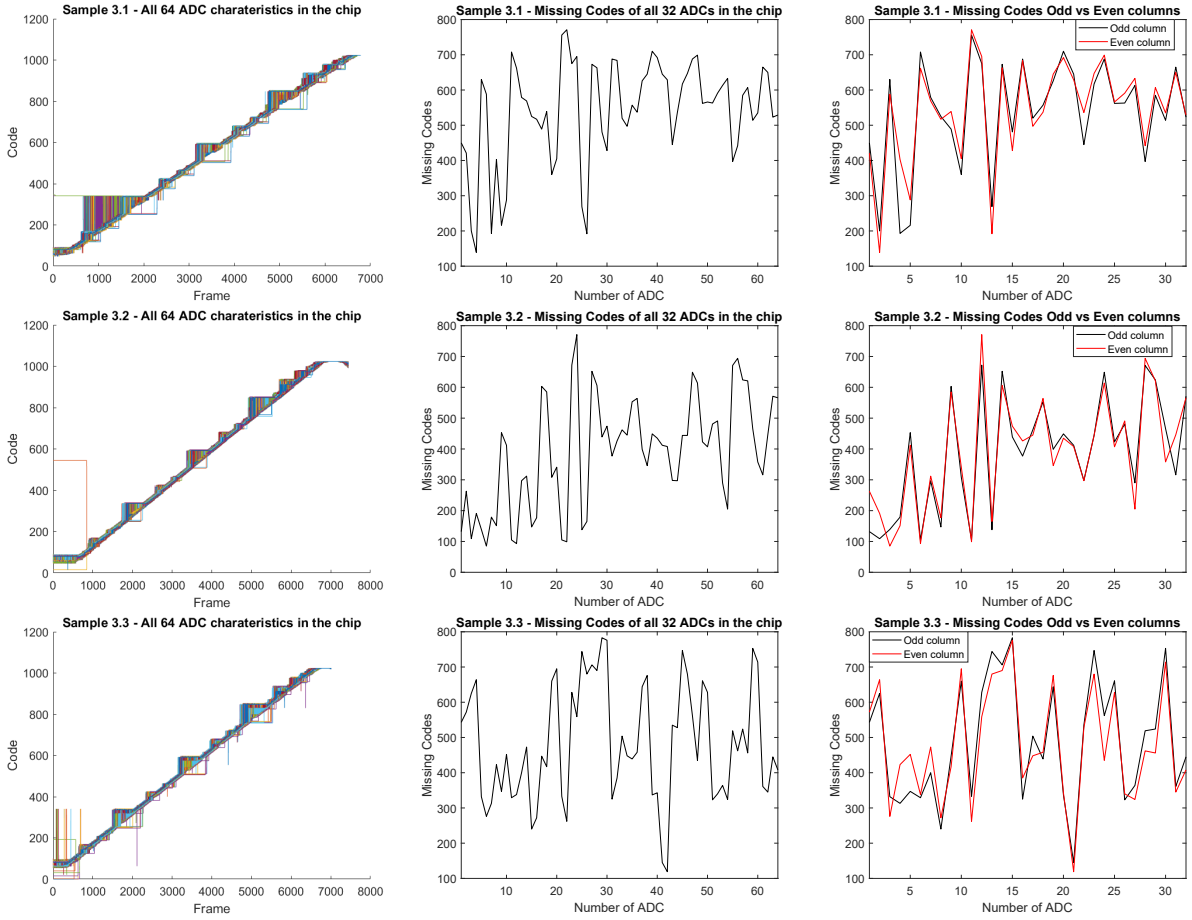 Sample 3.1 - All 64 ADC charateristics in the chip
1200
1000
800
600
400
200
0
Code
0 1000 2000 3000 4000 5000 6000 7000
Frame
Sample 3.1 - Missing Codes of all 32 ADCs in the chip
800
700
600
500
400
300
200
100
Missing Codes
10 20 30 40 50 60
Number of ADC
Sample 3.1 - Missing Codes Odd vs Even columns
Odd column
Even column
800
700
600
500
400
300
200
100
Missing Codes
5 10 15 20 25 30
Number of ADC
Sample 3.2 - All 64 ADC charateristics in the chip
1200
1000
800
600
400
200
0
Code
0 1000 2000 3000 4000 5000 6000 7000 8000
Frame
Sample 3.2 - Missing Codes of all 32 ADCs in the chip
800
700
600
500
400
300
200
100
0
Missing Codes
10 20 30 40 50 60
Number of ADC
Sample 3.2 - Missing Codes Odd vs Even columns
Odd column
Even column
800
700
600
500
400
300
200
100
0
Missing Codes
5 10 15 20 25 30
Number of ADC
Sample 3.3 - All 64 ADC charateristics in the chip
1200
1000
800
600
400
200
0
Code
0 1000 2000 3000 4000 5000 6000 7000 8000
Frame
Sample 3.3 - Missing Codes of all 32 ADCs in the chip
800
700
600
500
400
300
200
100
Missing Codes
10 20 30 40 50 60
Number of ADC
Sample 3.3 - Missing Codes Odd vs Even columns
Odd column
Even column
800
700
600
500
400
300
200
100
Missing Codes
5 10 15 20 25 30
Number of ADC